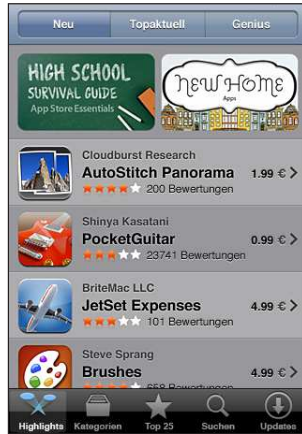 Neu Topaktuell Genius
HIGH SCHOOL
SURVIVAL GUIDE
App Store Essentials
NEW HOME
Apps
Cloudburst Research
AutoStitch Panorama 1.99 €
200 Bewertungen
Shinya Kasatani
PocketGuitar 0.99 €
23741 Bewertungen
BriteMac LLC
JetSet Expenses 4.99 €
101 Bewertungen
Steve Sprang
Brushes 4.99 €
658 Bewertungen
Highlights Kategorien Top 25 Suchen Updates